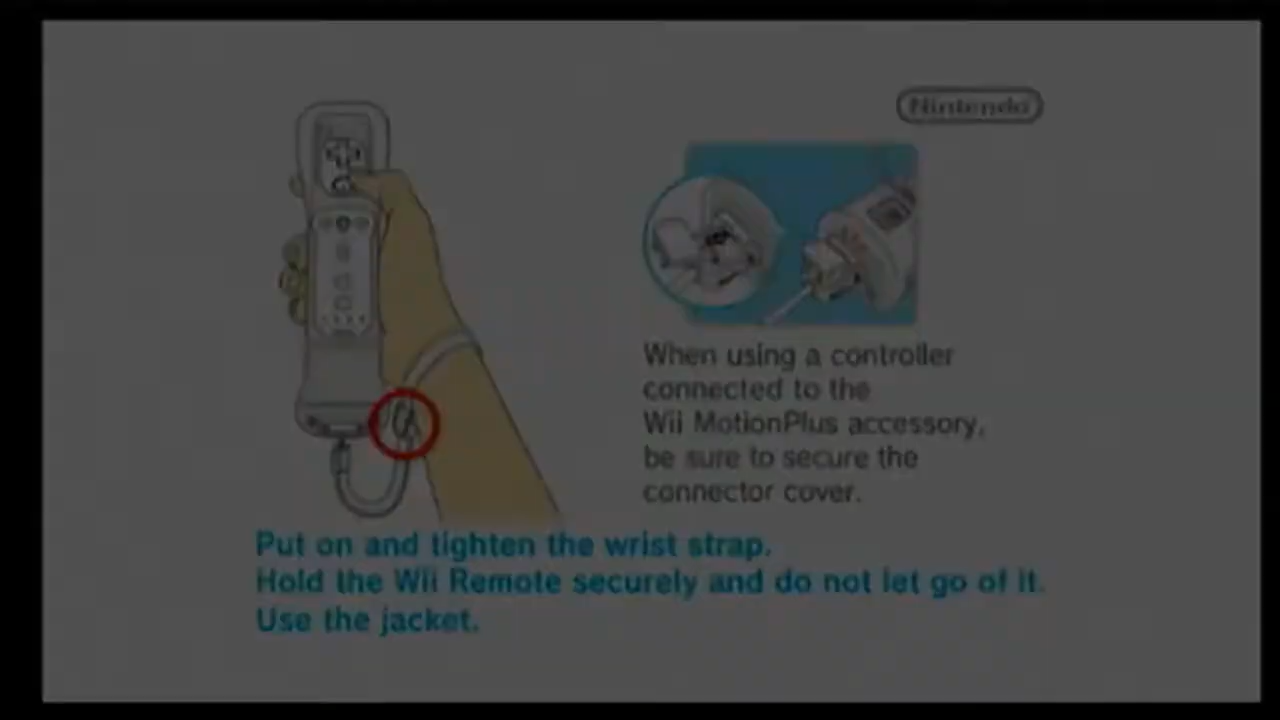 Nintendo
When using a controller
connected to the
Wii MotionPlus accessory,
be sure to secure the
connector cover.
Put on and tighten the wrist strap.
Hold the Wii Remote securely and do not let go of it.
Use the jacket.